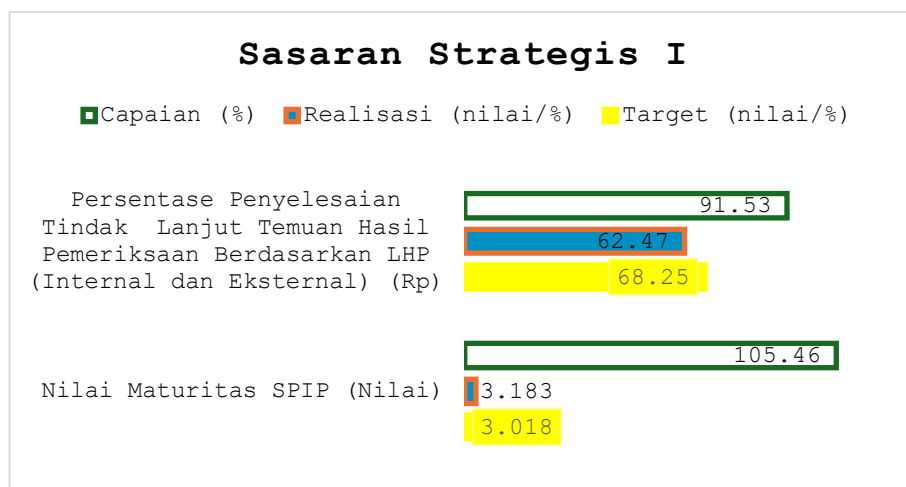 Sasaran Strategis I
Capaian (%) Realisasi (nilai/%) Target (nilai/%)
Persentase Penyelesaian
Tindak Lanjut Temuan Hasil
Pemeriksaan Berdasarkan LHP
(Internal dan Eksternal) (Rp)
91.53
62.47
68.25
Nilai Maturitas SPIP (Nilai)
105.46
3.183
3.018